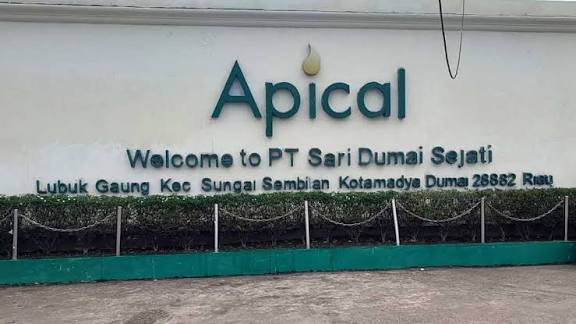 Apical
Welcome to PT Sari Dumai Sejati
Lubuk Gaung Kec Sungai Sembilan Kotamadya Dumai 28882 Riau